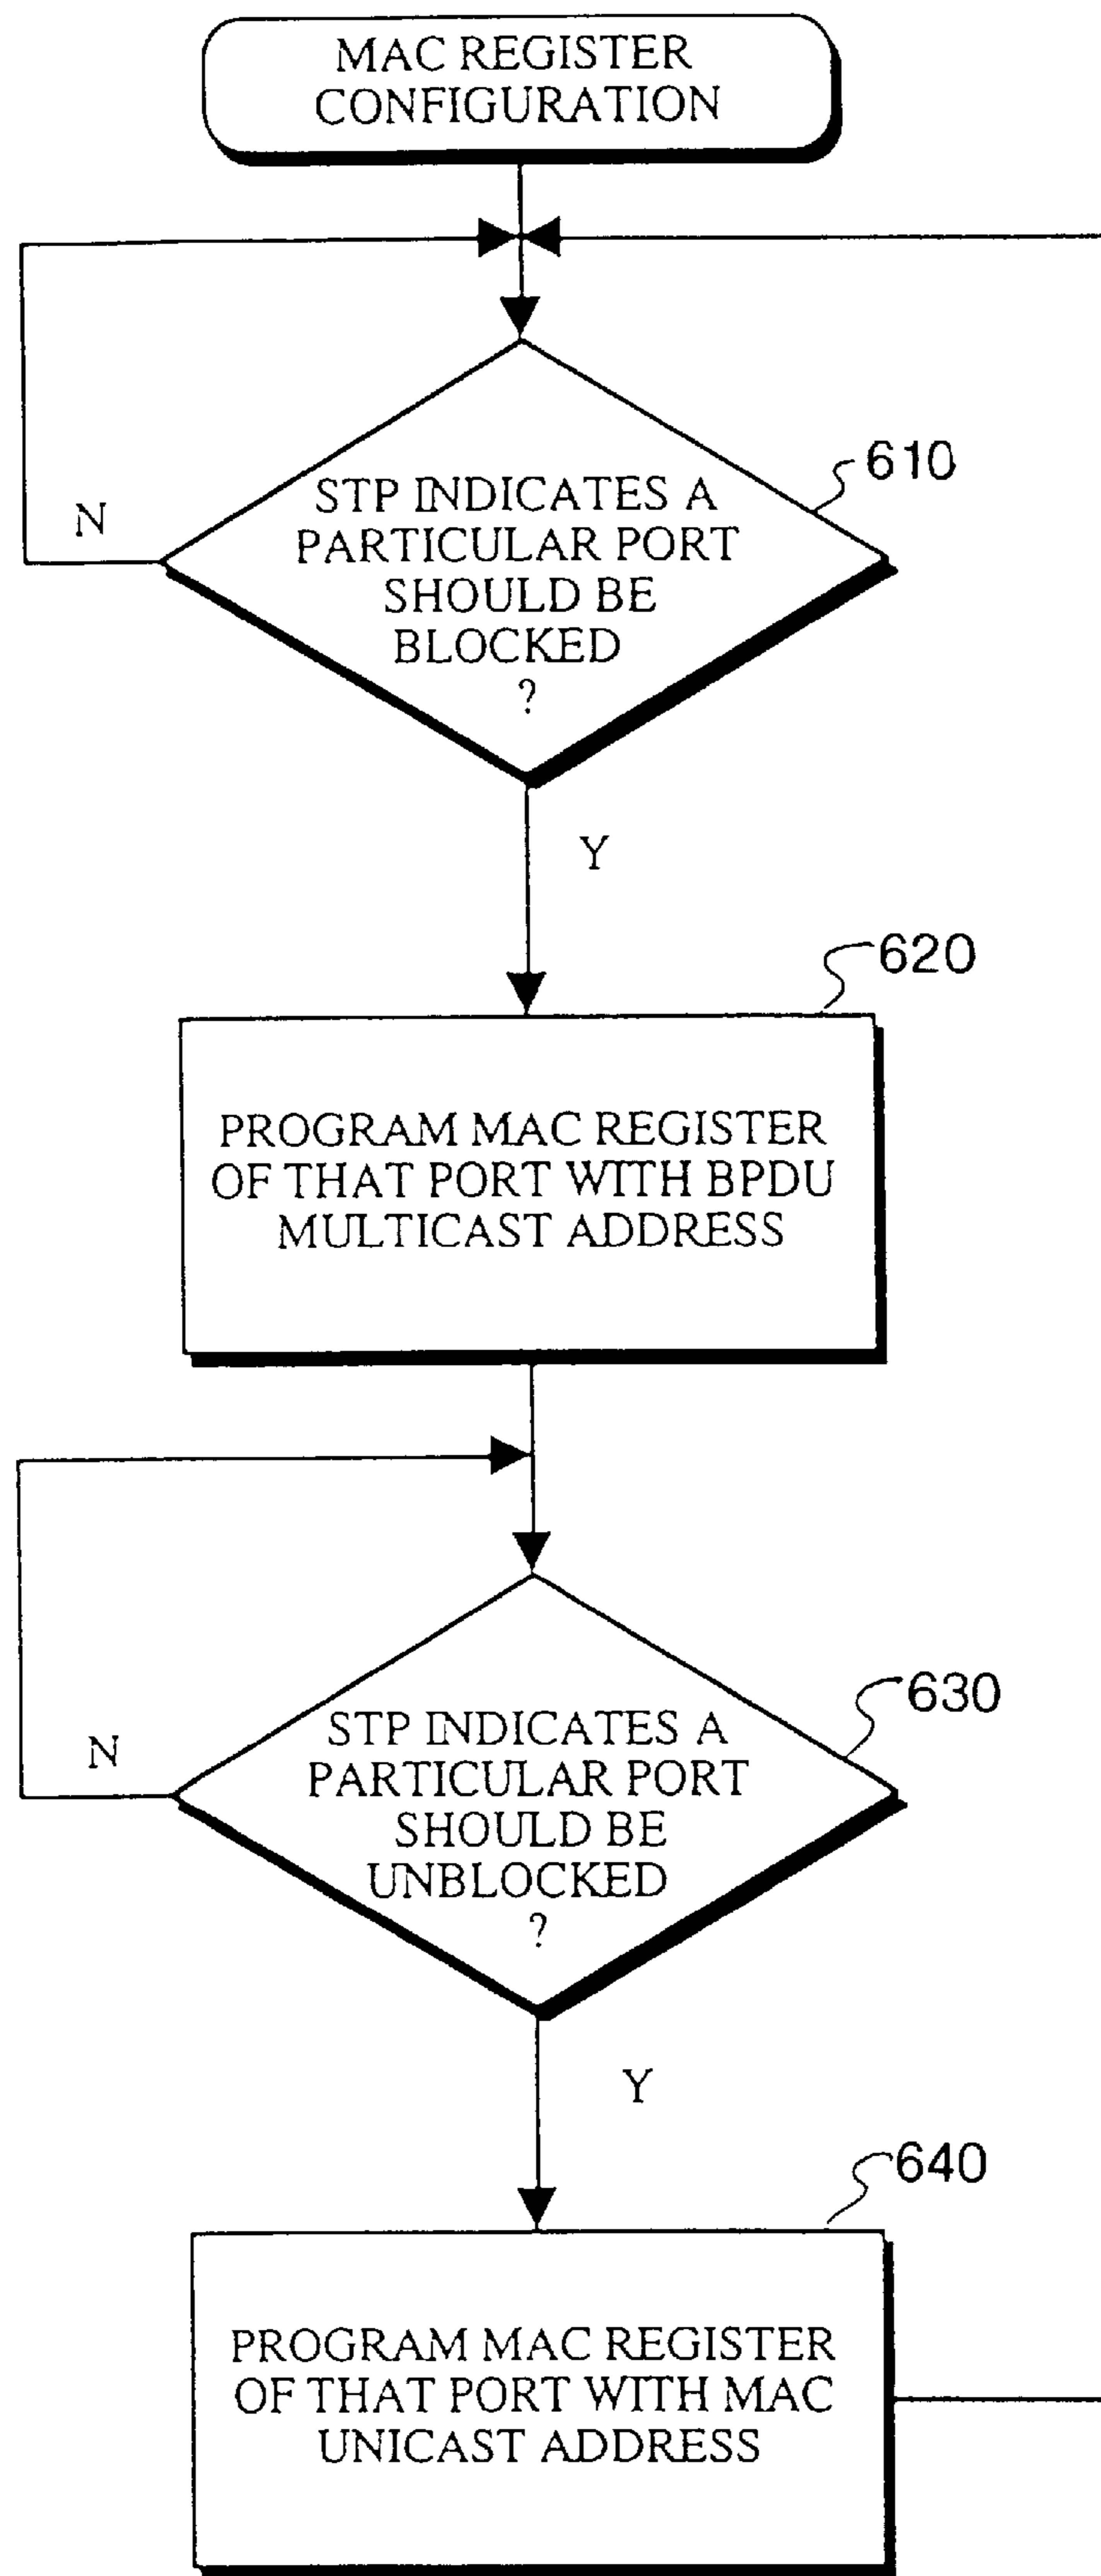 MAC REGISTER
CONFIGURATION
610
STP INDICATES A
PARTICULAR PORT
SHOULD BE
BLOCKED
?
N
Y
620
PROGRAM MAC REGISTER
OF THAT PORT WITH BPDU
MULTICAST ADDRESS
630
STP INDICATES A
PARTICULAR PORT
SHOULD BE
UNBLOCKED
?
N
Y
640
PROGRAM MAC REGISTER
OF THAT PORT WITH MAC
UNICAST ADDRESS